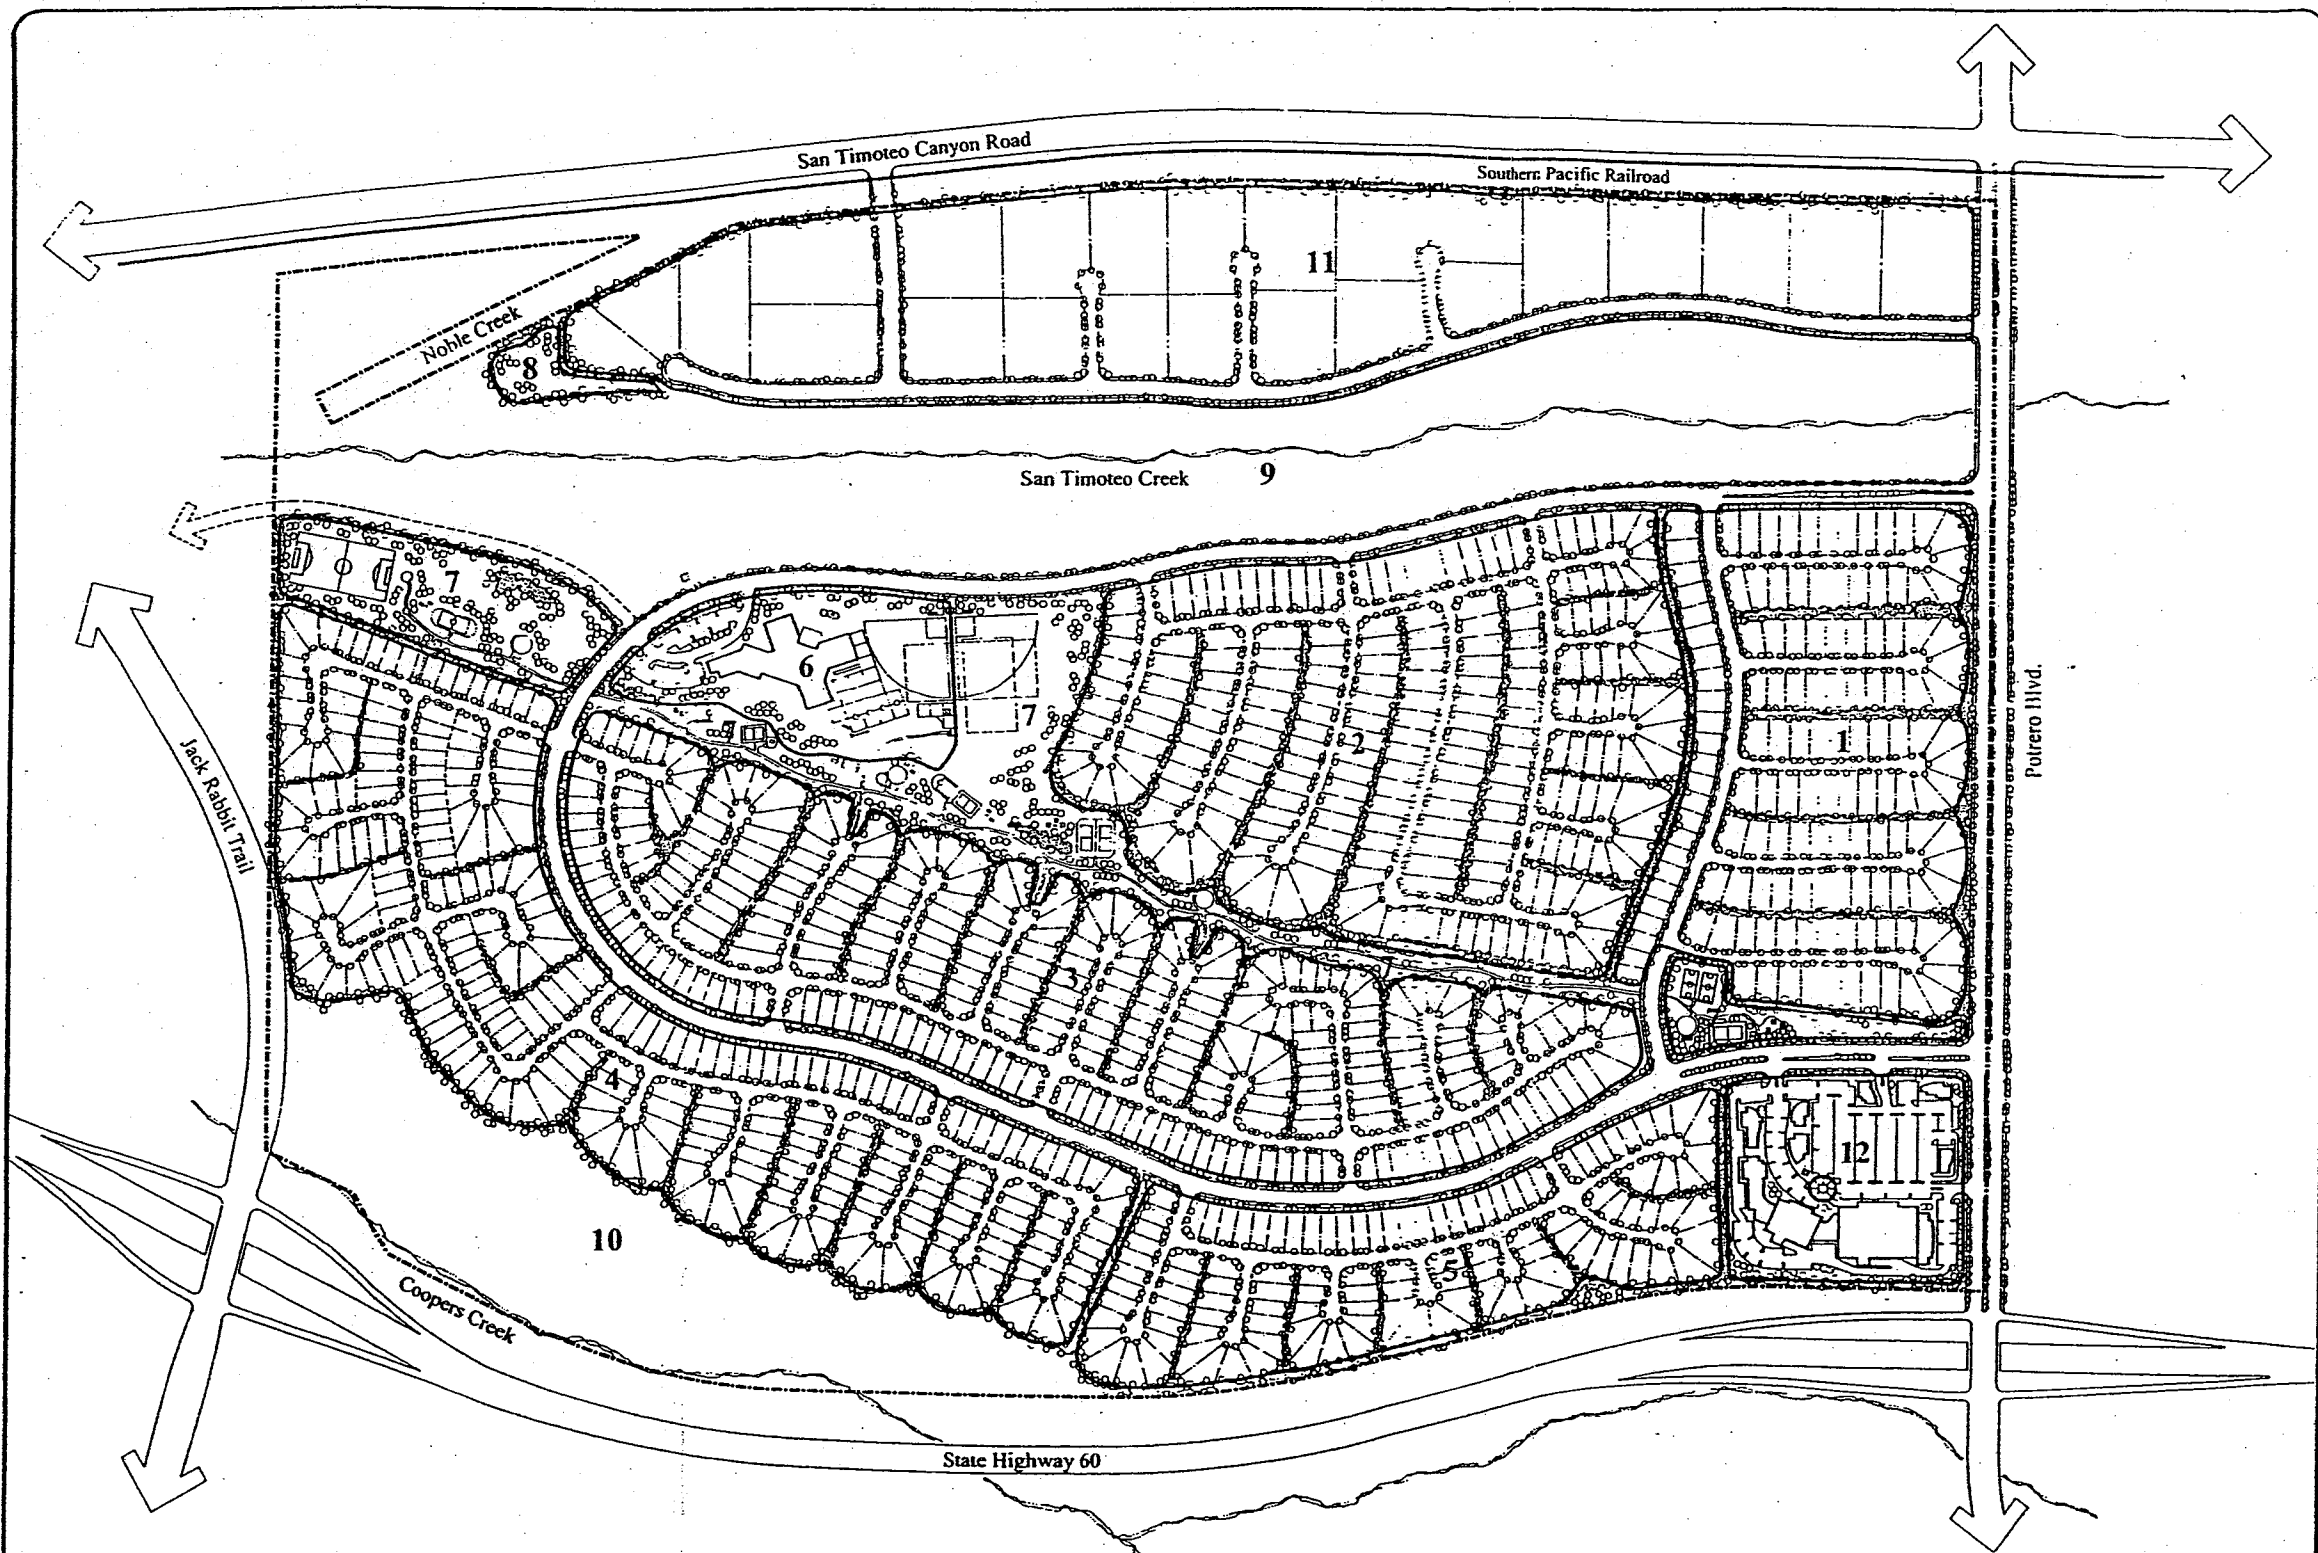 San Timoteo Canyon Road
Southern Pacific Railroad
11
Noble Creek
8
9
San Timoteo Creek
7
6
7
2
1
Potrero Blvd.
7
Jack Rabbit Trail
3
4
12
10
5
Coopers Creek
State Highway 60